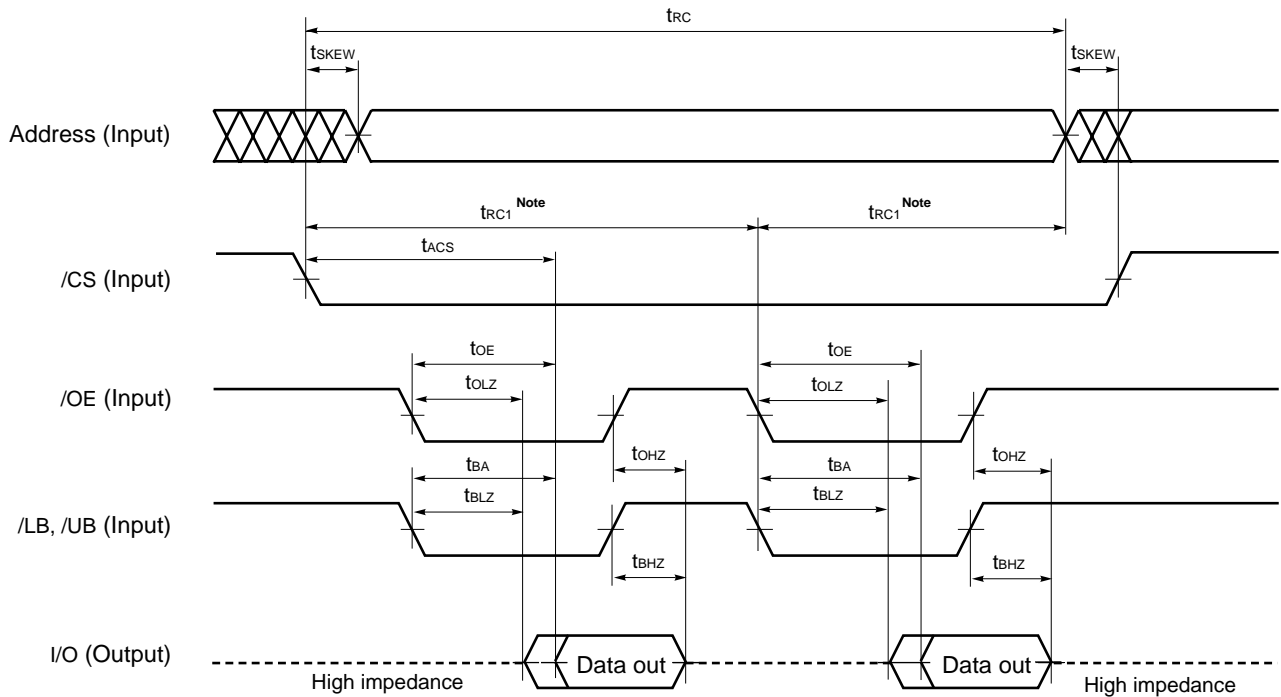 tRC
tSKEW
tSKEW
Address (Input)
tRC1 Note
tRC1 Note
tACS
/CS (Input)
tOE
tOE
tOLZ
tOLZ
/OE (Input)
tOHZ
tOHZ
tBA
tBA
tBLZ
tBLZ
/LB, /UB (Input)
tBHZ
tBHZ
I/O (Output)
Data out
Data out
High impedance
High impedance